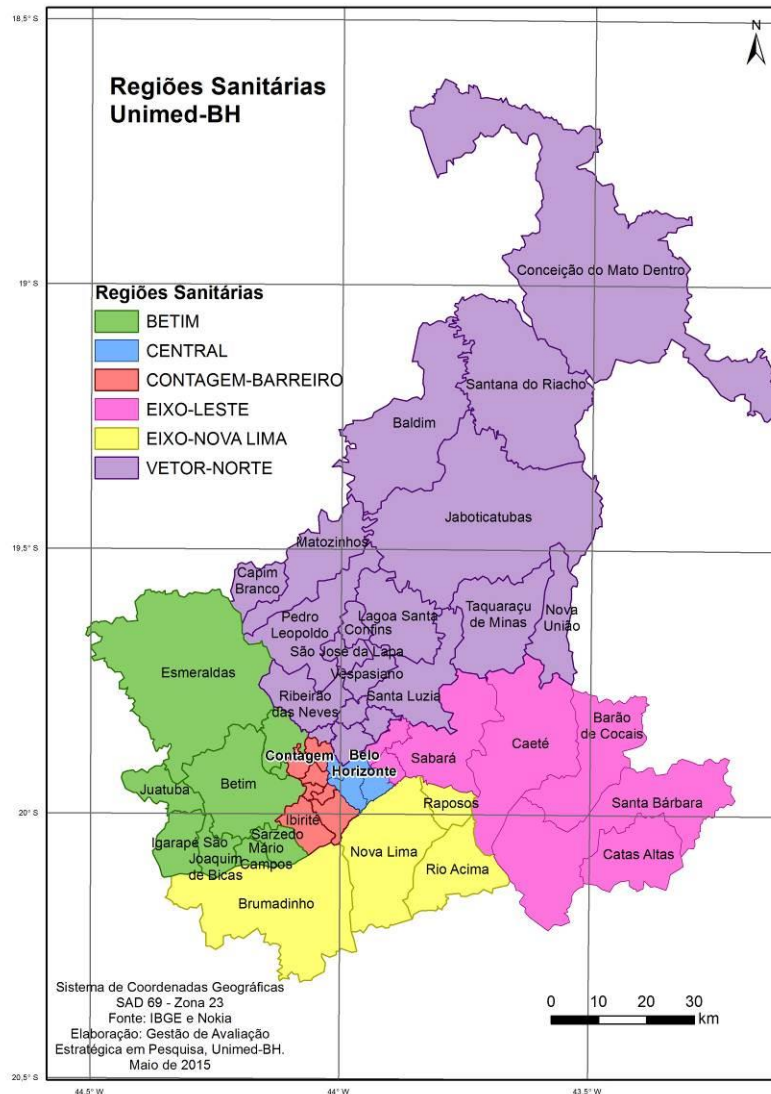 18,5° S
N
Regiões Sanitárias
Unimed-BH
Conceição do Mato Dentro
19° S
Regiões Sanitárias
BETIM
CENTRAL
CONTAGEM-BARREIRO
EIXO-LESTE
EIXO-NOVA LIMA
VETOR-NORTE
Santana do Riacho
Baldim
Jaboticatubas
19,5° S
Matozinhos
Capim
Branco
Pedro
Leopoldo
Lagoa Santa
Confins
Taquaraçu
de Minas
Nova
União
São José da Lapa
Esmeraldas
Vespasiano
Ribeirão
das Neves
Santa Luzia
Barão
de Cocais
Contagem
Belo
Horizonte
Sabará
Caeté
Juatuba
Betim
20° S
Ibirité
Raposos
Santa Bárbara
Igarapé
São
Joaquim
de Bicas
Sarzedo
Mário
Campos
Nova Lima
Rio Acima
Catas Altas
Brumadinho
Sistema de Coordenadas Geográficas
SAD 69 - Zona 23
Fonte: IBGE e Nokia
Elaboração: Gestão de Avaliação
Estratégica em Pesquisa, Unimed-BH.
Maio de 2015
0 10 20 30
km
20,5° S
44,5° W
44° W
43,5° W